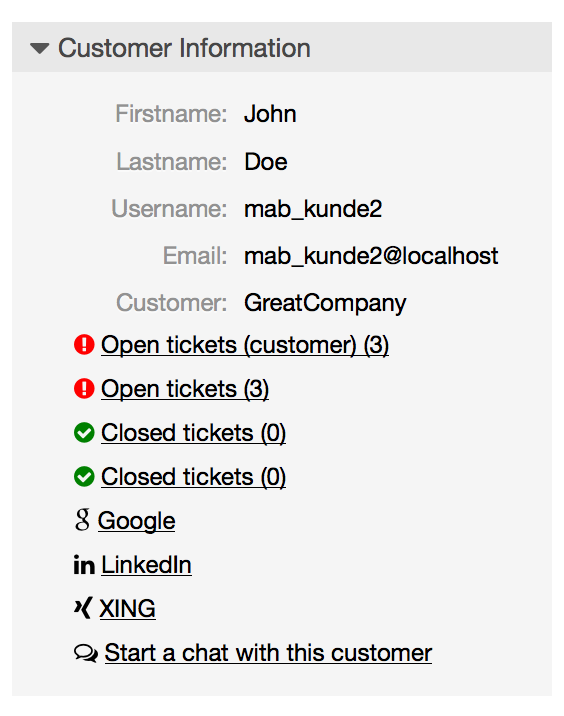 Customer Information
Firstname: John
Lastname: Doe
Username: mab_kunde2
Email: mab_kunde2@localhost
Customer: GreatCompany
Open tickets (customer) (3)
Open tickets (3)
Closed tickets (0)
Closed tickets (0)
Google
LinkedIn
XING
Start a chat with this customer